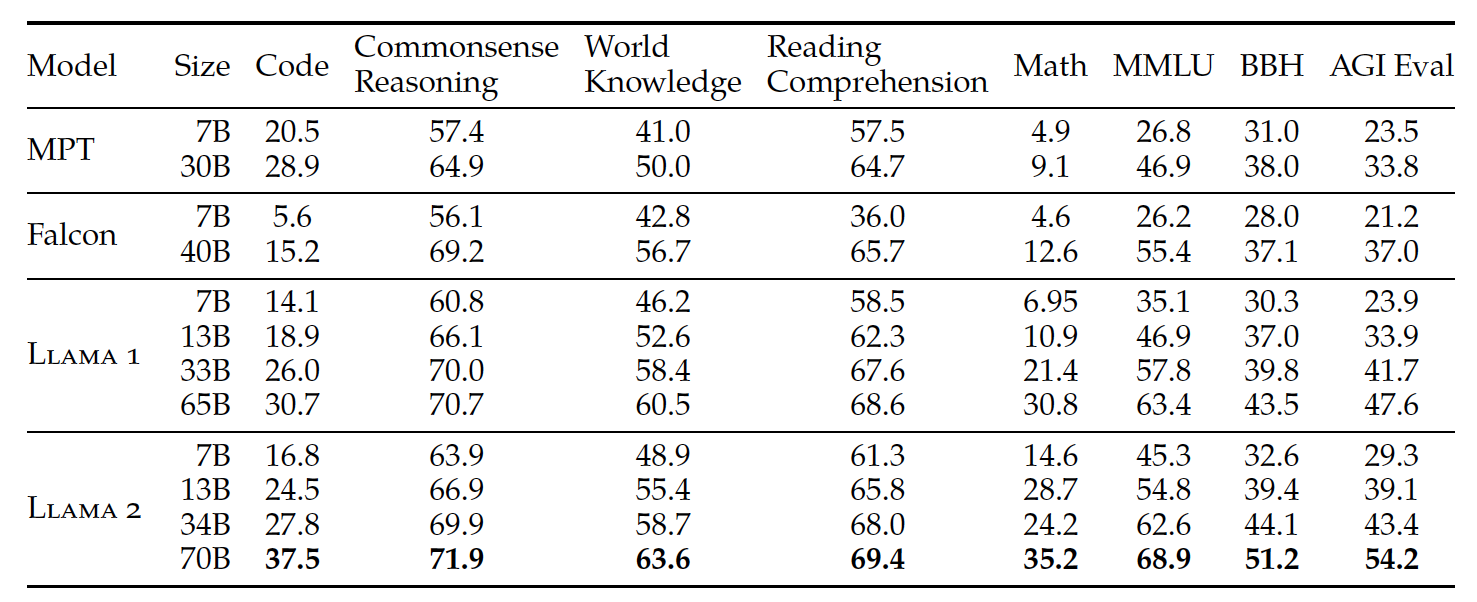 Model Size Code Commonsense Reasoning World Knowledge Reading Comprehension Math MMLU BBH AGI Eval
MPT 7B 20.5 57.4 41.0 57.5 4.9 26.8 31.0 23.5
30B 28.9 64.9 50.0 64.7 9.1 46.9 38.0 33.8
Falcon 7B 5.6 56.1 42.8 36.0 4.6 26.2 28.0 21.2
40B 15.2 69.2 56.7 65.7 12.6 55.4 37.1 37.0
LLAMA 1 7B 14.1 60.8 46.2 58.5 6.95 35.1 30.3 23.9
13B 18.9 66.1 52.6 62.3 10.9 46.9 37.0 33.9
33B 26.0 70.0 58.4 67.6 21.4 57.8 39.8 41.7
65B 30.7 70.7 60.5 68.6 30.8 63.4 43.5 47.6
LLAMA 2 7B 16.8 63.9 48.9 61.3 14.6 45.3 32.6 29.3
13B 24.5 66.9 55.4 65.8 28.7 54.8 39.4 39.1
34B 27.8 69.9 58.7 68.0 24.2 62.6 44.1 43.4
70B 37.5 71.9 63.6 69.4 35.2 68.9 51.2 54.2